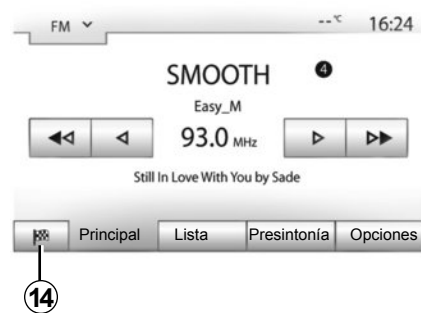 FM --°C 16:24
SMOOTH 4
Easy_M
93.0 MHz
Still In Love With You by Sade
Principal Lista Presintonía Opciones
14